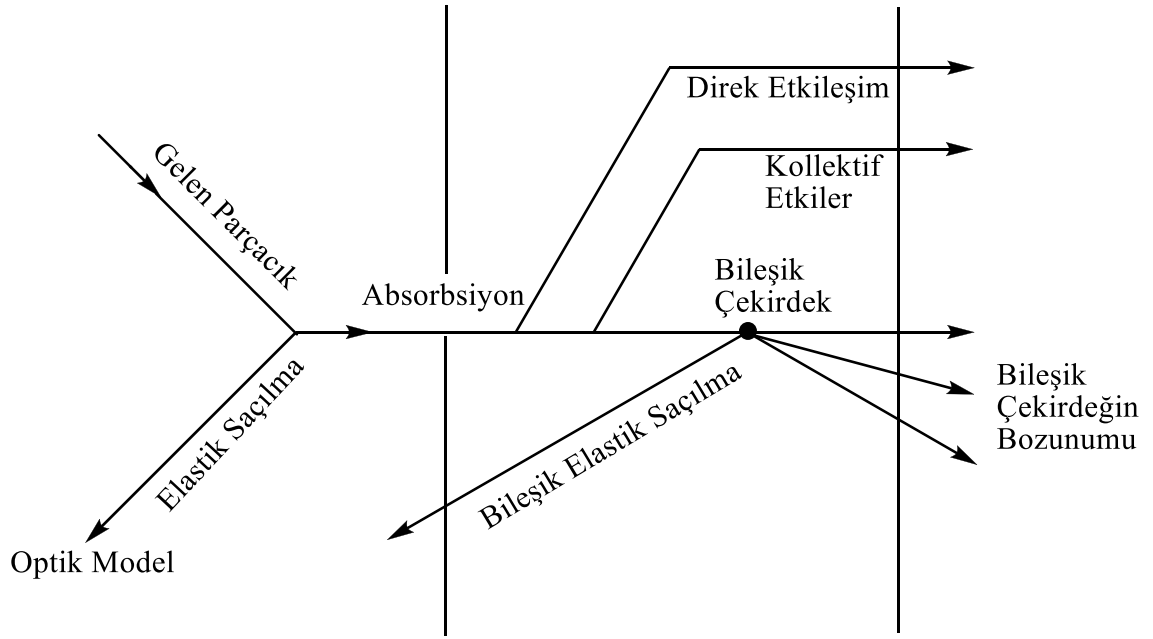 Direk Etkileşim
Gelen Parçacık
Kollektif
Etkiler
Bileşik
Çekirdek
Absorbsiyon
Elastik Saçılma
Bileşik Elastik Saçılma
Bileşik
Çekirdeğin
Bozunumu
Optik Model